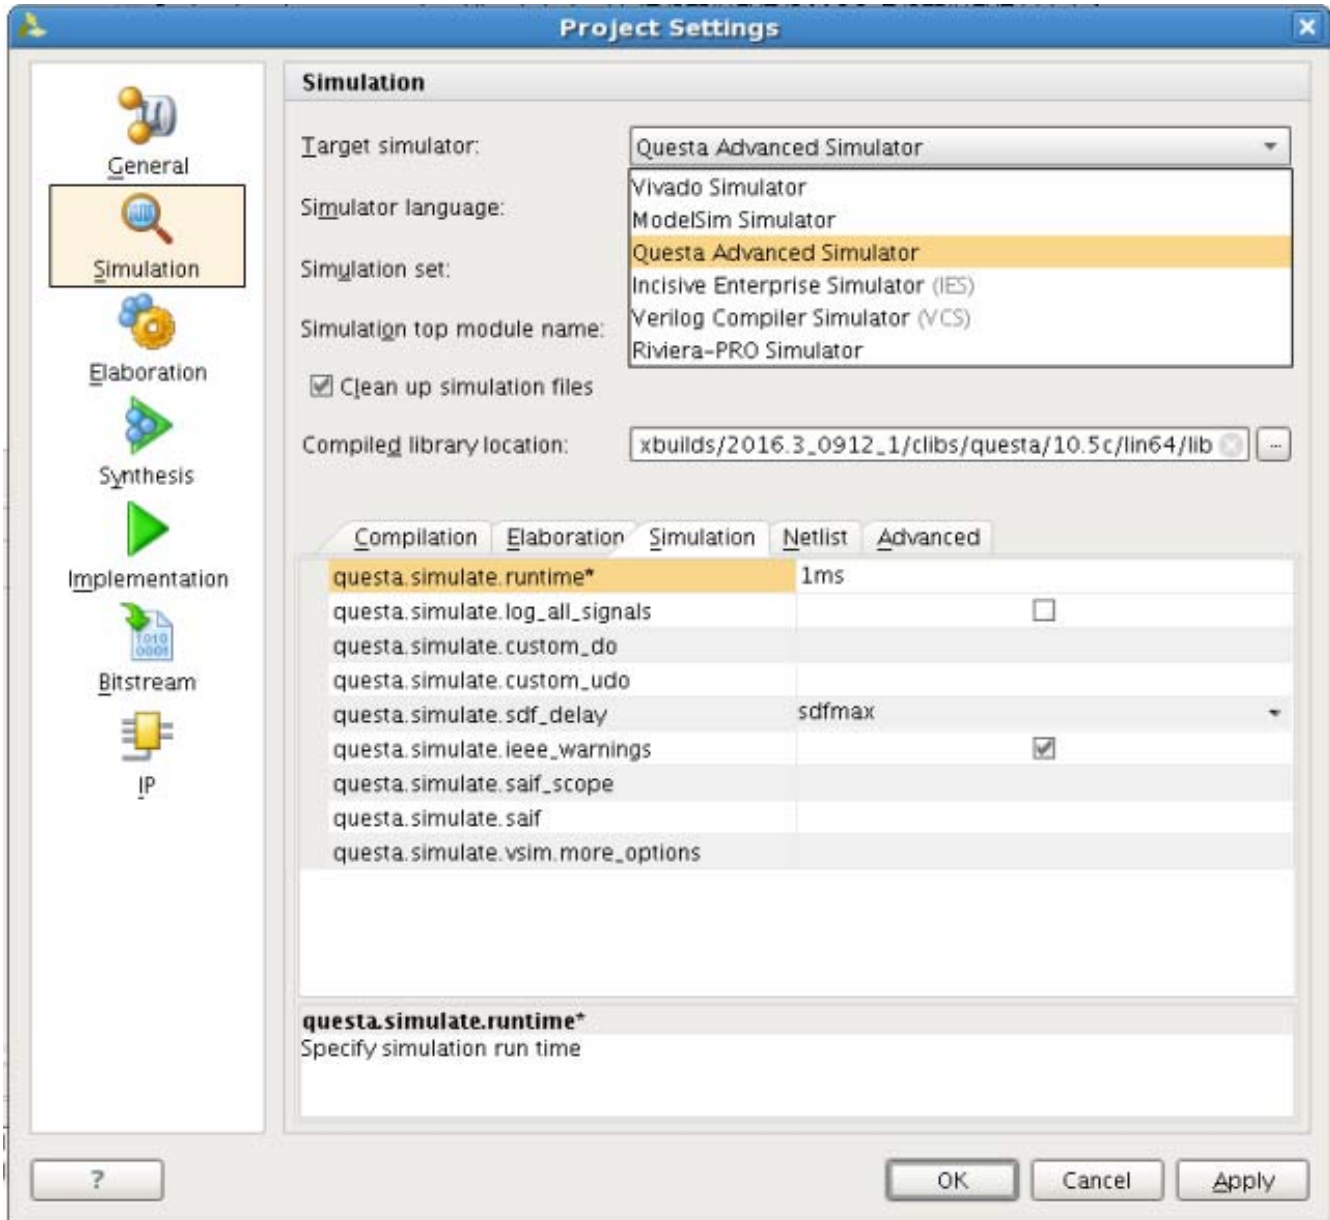 Project Settings
General
Simulation
Elaboration
Synthesis
Implementation
1010
0001
Bitstream
IP
Simulation
Target simulator:
Questa Advanced Simulator
Vivado Simulator
ModelSim Simulator
Questa Advanced Simulator
Incisive Enterprise Simulator (IES)
Verilog Compiler Simulator (VCS)
Riviera-PRO Simulator
Simulator language:
Simulation set:
Simulation top module name:
Clean up simulation files
Compiled library location: xbuilds/2016.3_0912_1/clibs/questa/10.5c/lin64/lib ...
Compilation Elaboration Simulation Netlist Advanced
questa.simulate.runtime* 1ms
questa.simulate.log_all_signals
questa.simulate.custom_do
questa.simulate.custom_udo
questa.simulate.sdf_delay sdfmax
questa.simulate.ieee_warnings
questa.simulate.saif_scope
questa.simulate.saif
questa.simulate.vsim.more_options
questa.simulate.runtime*
Specify simulation run time
? OK Cancel Apply